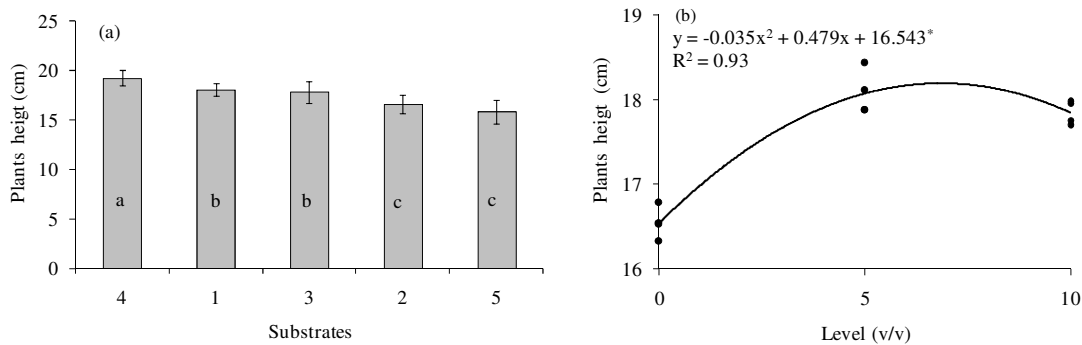 (a)
25
20
15
10
5
0
Plants heigt (cm)
a
b
b
c
c
4 1 3 2 5
Substrates
(b)
y = -0.035x² + 0.479x + 16.543*
R² = 0.93
19
18
17
16
Plants heigt (cm)
0 5 10
Level (v/v)